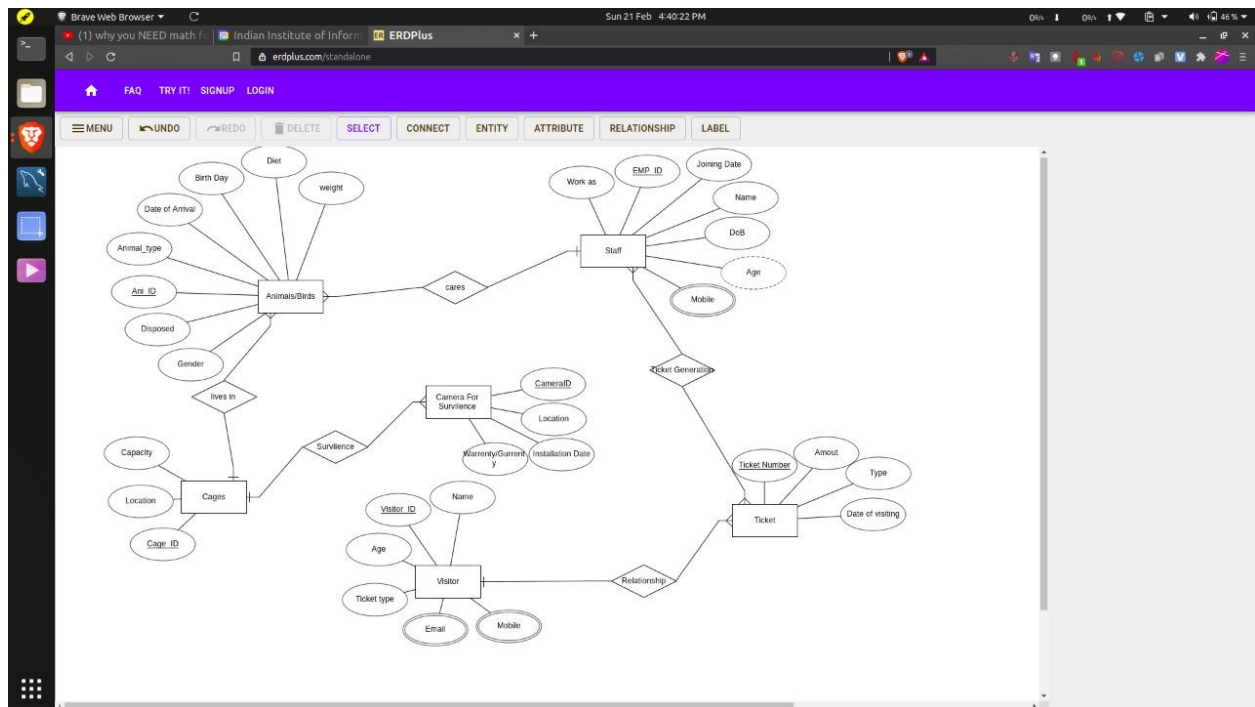 Brave Web Browser
Sun 21 Feb 4:40:22 PM
46 %
(1) why you NEED math fo
Indian Institute of Inform
ERDPlus
erdplus.com/standalone
FAQ TRY IT! SIGNUP LOGIN
MENU UNDO REDO DELETE SELECT CONNECT ENTITY ATTRIBUTE RELATIONSHIP LABEL
Diet
Birth Day
weight
Date of Arrival
Animal_type
Ani_ID
Animals/Birds
Disposed
Gender
cares
Work as
EMP_ID
Joining Date
Name
Staff
DoB
Age
Mobile
Ticket Generation
lives in
Camera For
Survilence
CameraID
Location
Warrenty/Gurrent
y
Installation Date
Survilence
Capacity
Location
Cages
Cage_ID
Ticket Number
Amout
Type
Ticket
Date of visiting
Visitor_ID
Name
Age
Visitor
Ticket type
Email
Mobile
Relationship